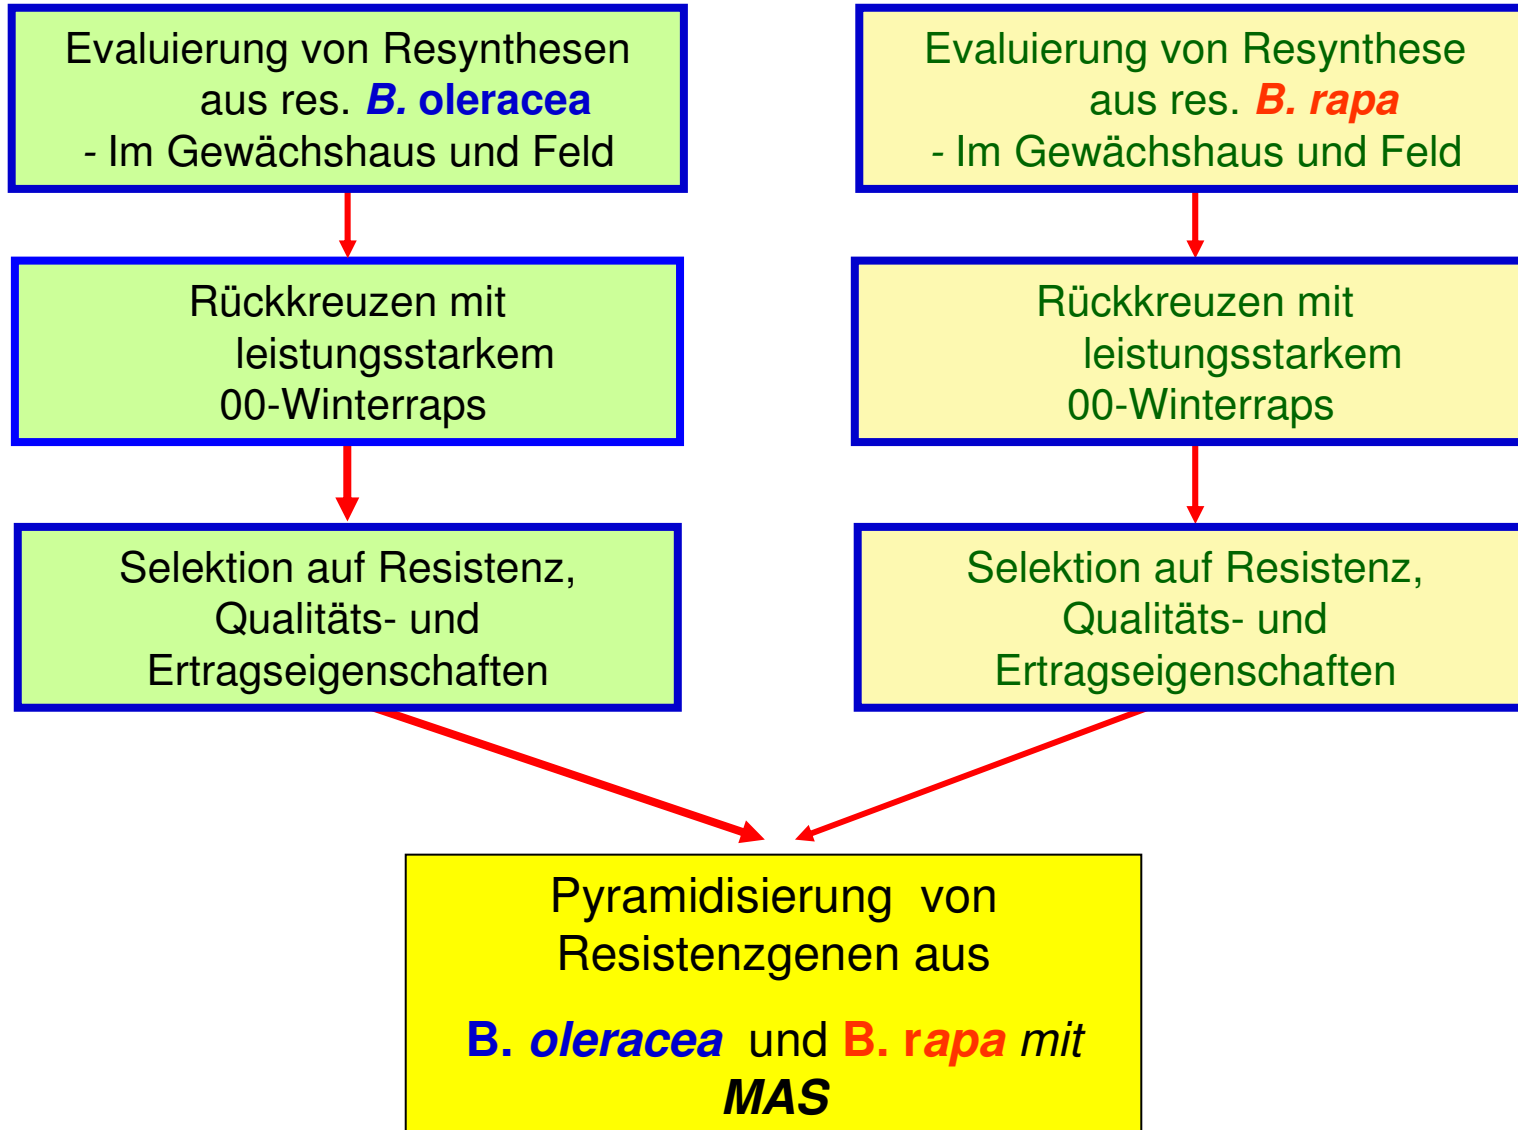 Evaluierung von Resynthesen
aus res. B. oleracea
- Im Gewächshaus und Feld
Rückkreuzen mit
leistungsstarkem
00-Winterraps
Selektion auf Resistenz,
Qualitäts- und
Ertragseigenschaften
Evaluierung von Resynthese
aus res. B. rapa
- Im Gewächshaus und Feld
Rückkreuzen mit
leistungsstarkem
00-Winterraps
Selektion auf Resistenz,
Qualitäts- und
Ertragseigenschaften
Pyramidisierung von
Resistenzgenen aus
B. oleracea und B. rapa mit
MAS